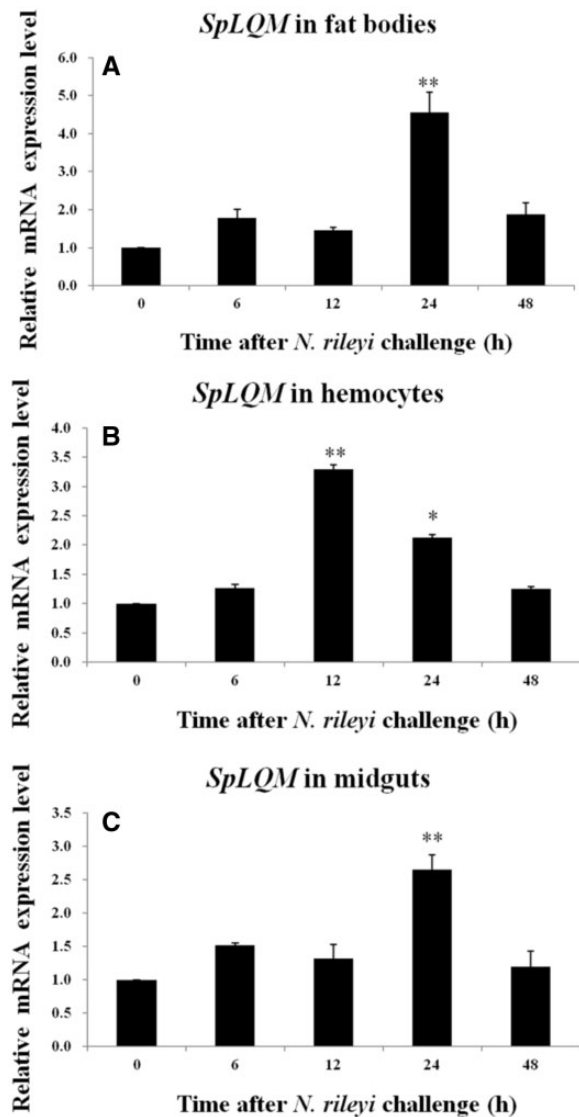 SpLQM in fat bodies
A
Relative mRNA expression level
6.0
5.0
4.0
3.0
2.0
1.0
0.0
**
0 6 12 24 48
Time after N. rileyi challenge (h)
SpLQM in hemocytes
B
Relative mRNA expression level
4.0
3.5
3.0
2.5
2.0
1.5
1.0
0.5
0.0
**
*
0 6 12 24 48
Time after N. rileyi challenge (h)
SpLQM in midguts
C
Relative mRNA expression level
3.5
3.0
2.5
2.0
1.5
1.0
0.5
0.0
**
0 6 12 24 48
Time after N. rileyi challenge (h)